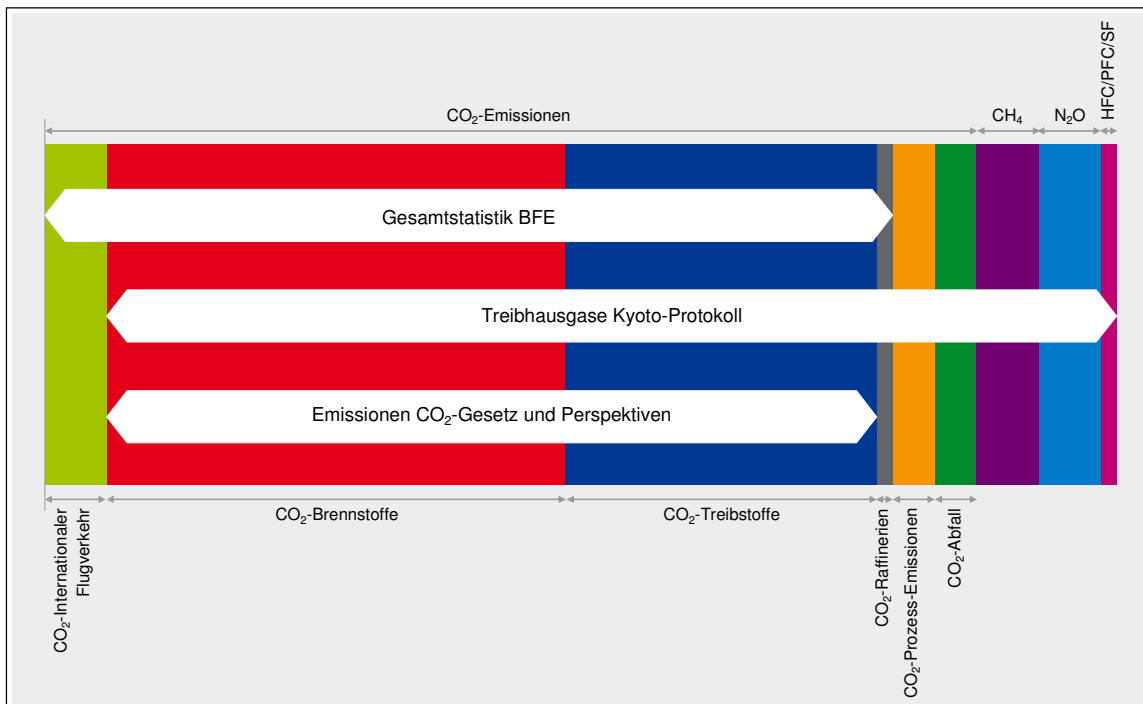 HFC/PFC/SF
CO₂-Emissionen
CH₄
N₂O
Gesamtstatistik BFE
Treibhausgase Kyoto-Protokoll
Emissionen CO₂-Gesetz und Perspektiven
CO₂-Internationaler
Flugverkehr
CO₂-Brennstoffe
CO₂-Treibstoffe
CO₂-Raffinerien
CO₂-Prozess-Emissionen
CO₂-Abfall